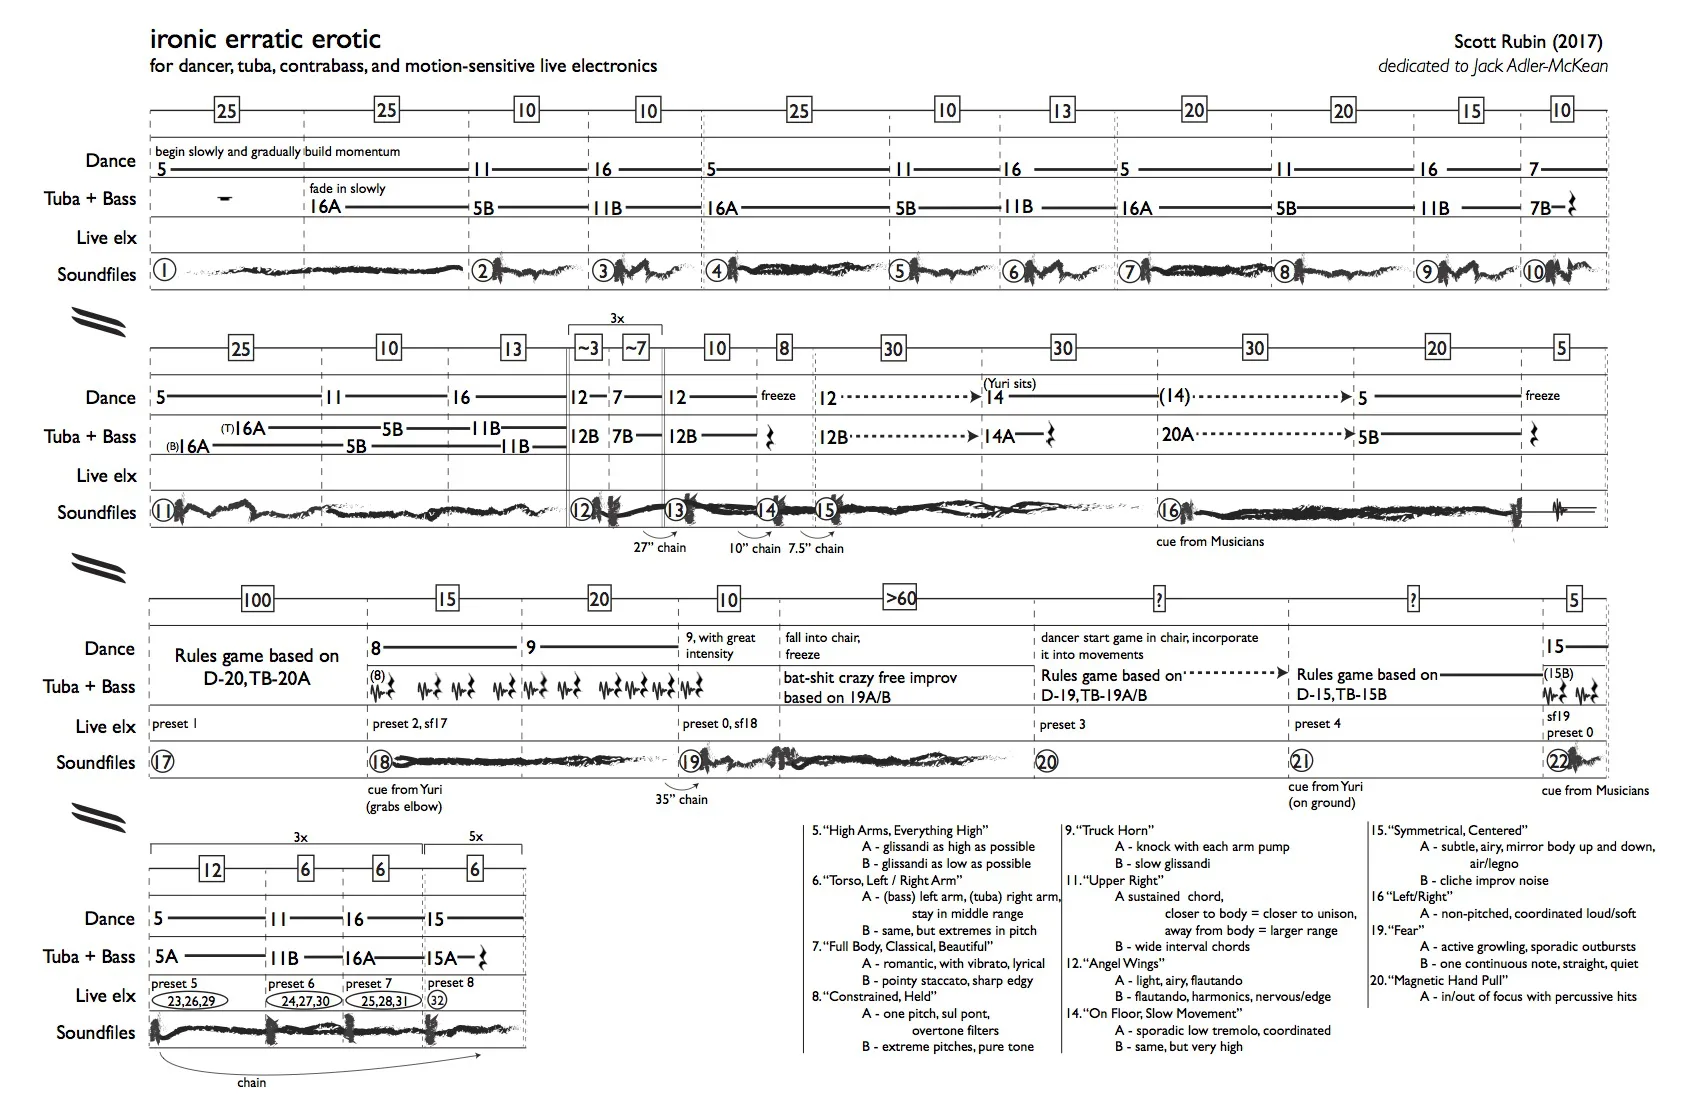 ironic erratic erotic
Scott Rubin (2017)
for dancer, tuba, contrabass, and motion-sensitive live electronics
dedicated to Jack Adler-McKean
25 25 10 10 25 10 13 20 20 15 10
begin slowly and gradually build momentum
Dance 5 11 16 5 11 16 5 11 16 7
fade in slowly
Tuba + Bass 16A 5B 11B 16A 5B 11B 16A 5B 11B 7B
Live elx
Soundfiles 1 2 3 4 5 6 7 8 9 10
3x
25 10 13 ~3 ~7 10 8 30 30 30 20 5
(Yuri sits)
Dance 5 11 16 12 7 12 freeze 12 14 (14) 5 freeze
(T)16A 5B 11B
Tuba + Bass 12B 7B 12B 12B 14A 20A 5B
(B)16A 5B 11B
Live elx
Soundfiles 11 12 13 14 15 16
27” chain 10” chain 7.5” chain
cue from Musicians
100 15 20 10 >60 ? ? 5
9, with great
intensity
fall into chair,
freeze
dancer start game in chair, incorporate
it into movements
Dance 8 9 15
Rules game based on
D-20, TB-20A
Tuba + Bass (8)
bat-shit crazy free improv
based on 19A/B
Rules game based on
D-19, TB-19A/B
Rules game based on
D-15, TB-15B
(15B)
Live elx preset 1 preset 2, sf17 preset 0, sf18 preset 3 preset 4
sf19
preset 0
Soundfiles 17 18 19 20 21 22
cue from Yuri
(grabs elbow)
35” chain
cue from Yuri
(on ground)
cue from Musicians
3x 5x
12 6 6 6
Dance 5 11 16 15
Tuba + Bass 5A 11B 16A 15A
preset 5 preset 6 preset 7 preset 8
Live elx 23,26,29 24,27,30 25,28,31 32
Soundfiles
chain
5. “High Arms, Everything High”
A - glissandi as high as possible
B - glissandi as low as possible
6. “Torso, Left / Right Arm”
A - (bass) left arm, (tuba) right arm,
stay in middle range
B - same, but extremes in pitch
7. “Full Body, Classical, Beautiful”
A - romantic, with vibrato, lyrical
B - pointy staccato, sharp edgy
8. “Constrained, Held”
A - one pitch, sul pont,
overtone filters
B - extreme pitches, pure tone
9. “Truck Horn”
A - knock with each arm pump
B - slow glissandi
11. “Upper Right”
A sustained chord,
closer to body = closer to unison,
away from body = larger range
B - wide interval chords
12. “Angel Wings”
A - light, airy, flautando
B - flautando, harmonics, nervous/edge
14. “On Floor, Slow Movement”
A - sporadic low tremolo, coordinated
B - same, but very high
15. “Symmetrical, Centered”
A - subtle, airy, mirror body up and down,
air/legno
B - cliche improv noise
16 “Left/Right”
A - non-pitched, coordinated loud/soft
19. “Fear”
A - active growling, sporadic outbursts
B - one continuous note, straight, quiet
20. “Magnetic Hand Pull”
A - in/out of focus with percussive hits